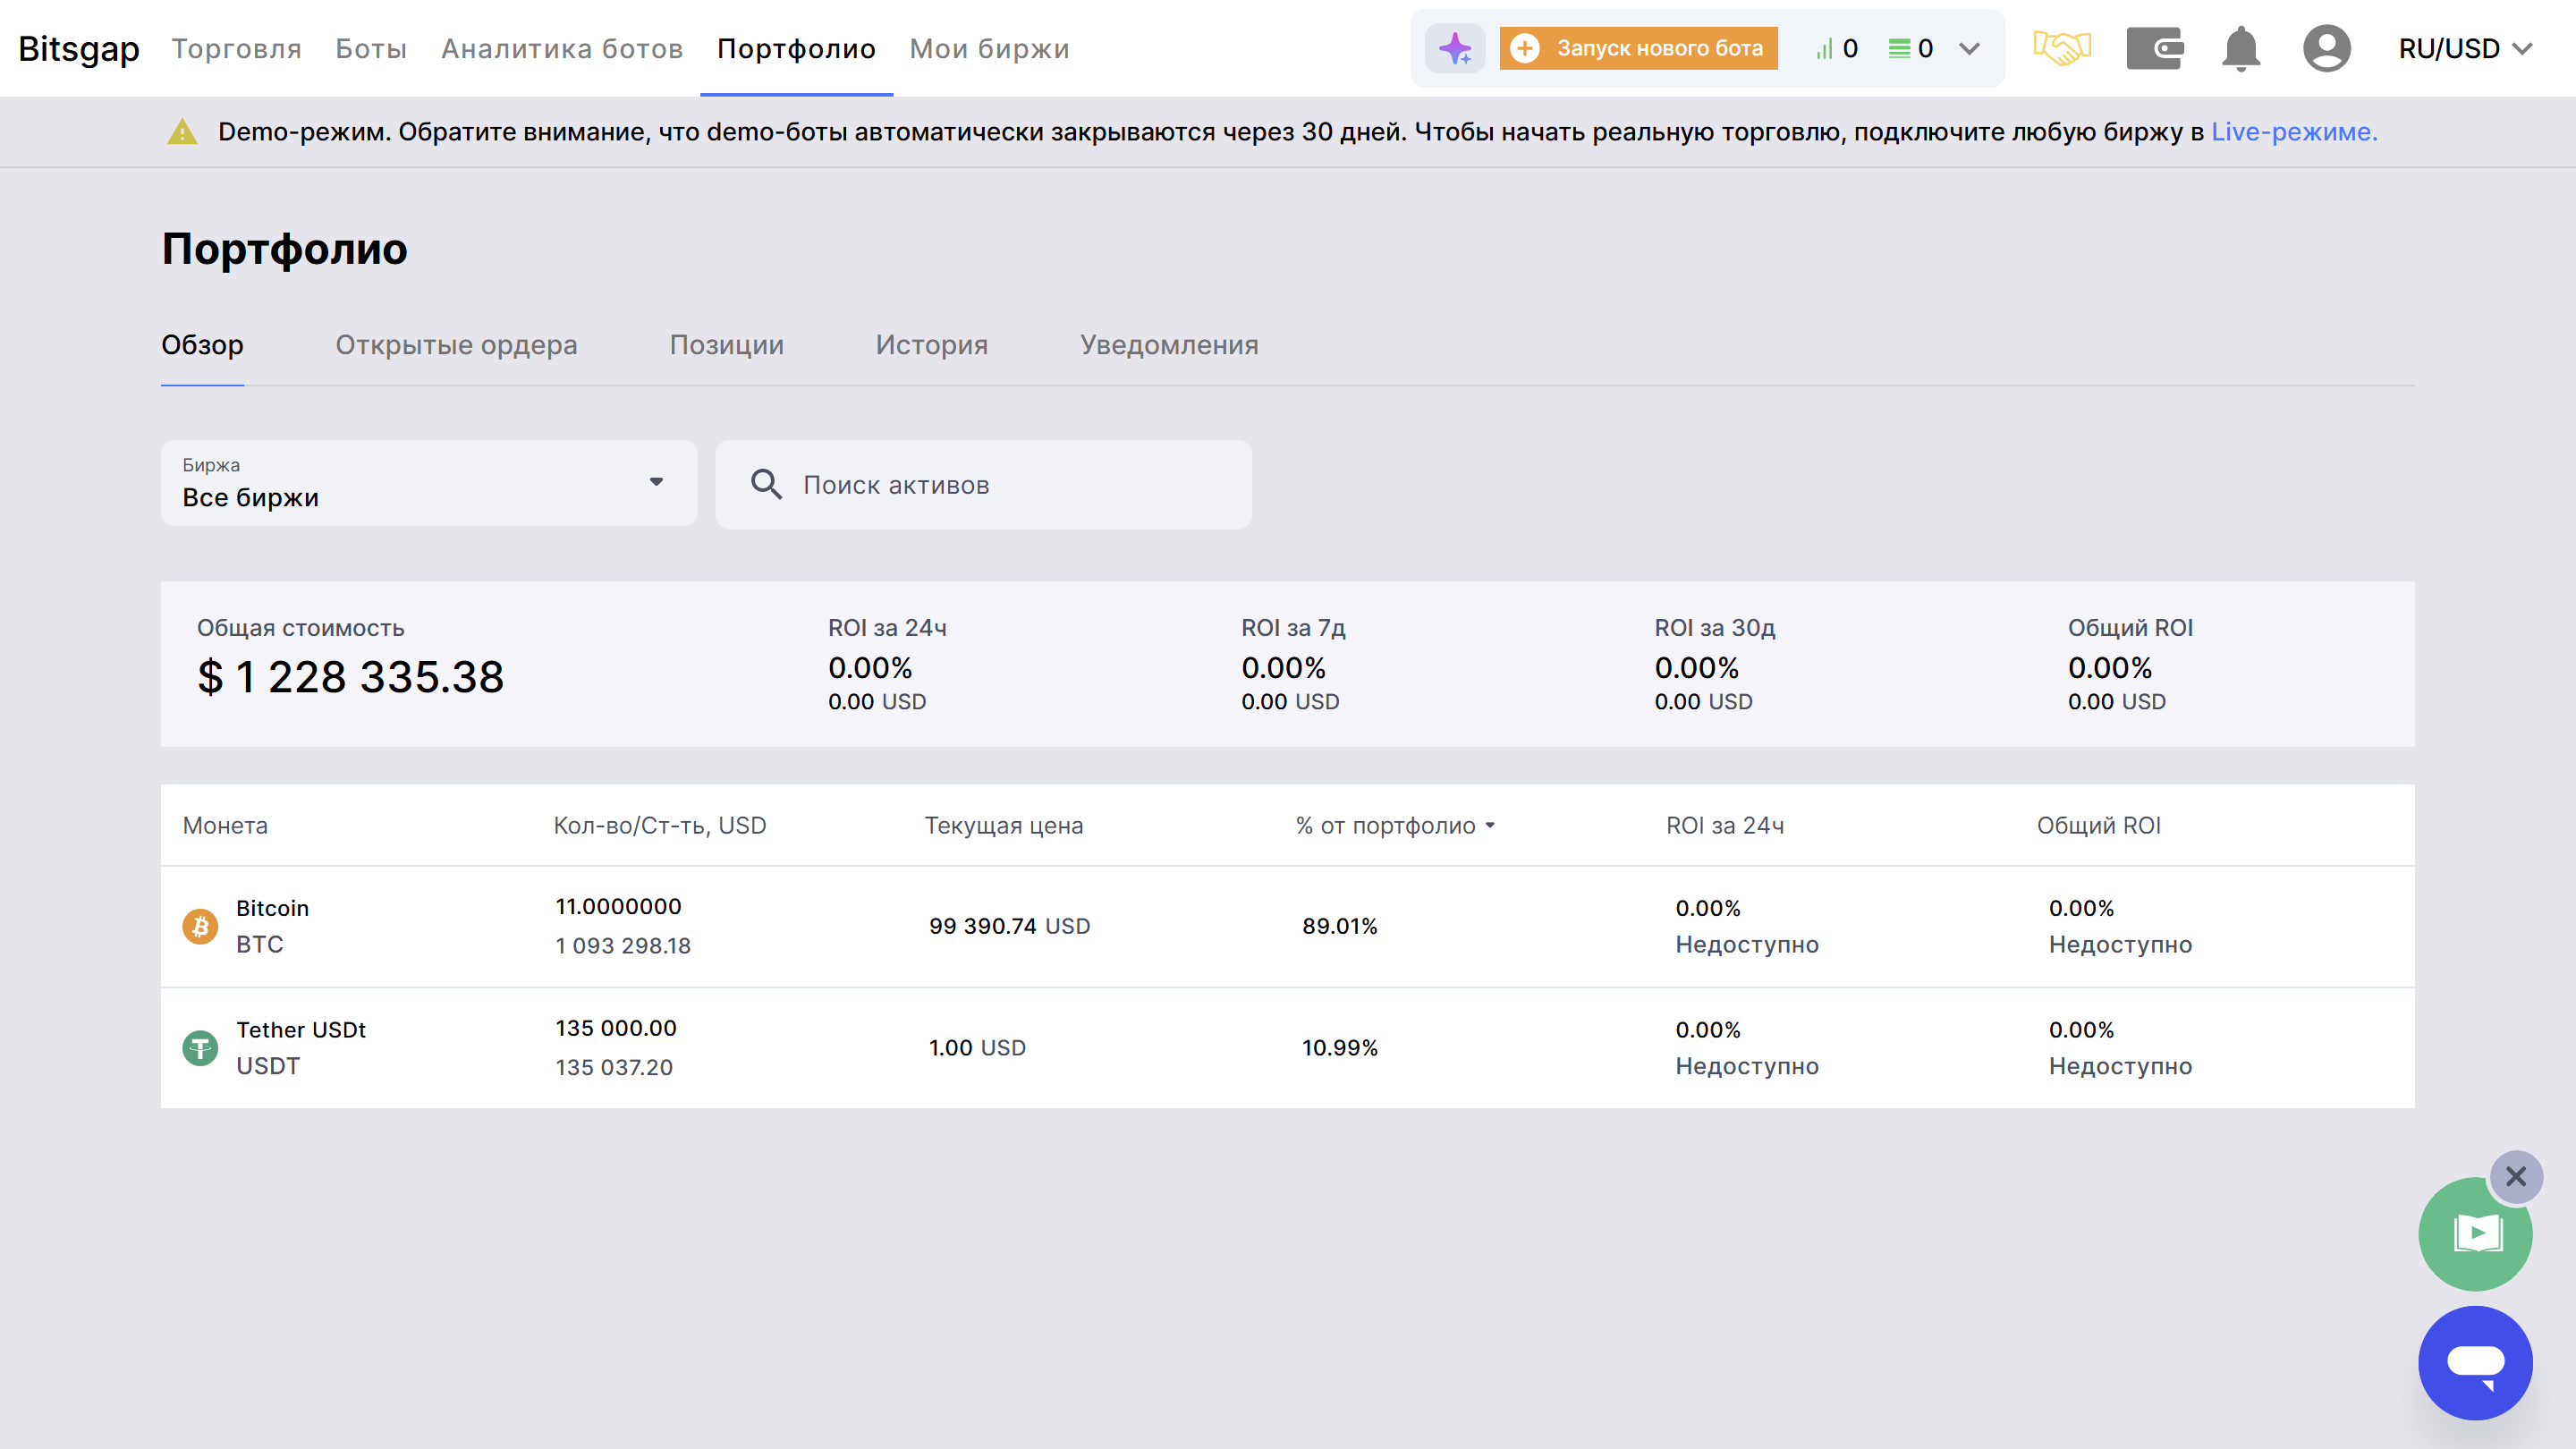 Bitsgap Торговля Боты Аналитика ботов Портфолио Мои биржи Запуск нового бота 0 0 RU/USD
Demo-режим. Обратите внимание, что demo-боты автоматически закрываются через 30 дней. Чтобы начать реальную торговлю, подключите любую биржу в Live-режиме.
Портфолио
Обзор Открытые ордера Позиции История Уведомления
Биржа
Все биржи
Поиск активов
Общая стоимость ROI за 24ч ROI за 7д ROI за 30д Общий ROI
$ 1 228 335.38 0.00% 0.00% 0.00% 0.00%
0.00 USD 0.00 USD 0.00 USD 0.00 USD
Монета Кол-во/Ст-ть, USD Текущая цена % от портфолио ROI за 24ч Общий ROI
Bitcoin 11.0000000 99 390.74 USD 89.01% 0.00% 0.00%
BTC 1 093 298.18 Недоступно Недоступно
Tether USDt 135 000.00 1.00 USD 10.99% 0.00% 0.00%
USDT 135 037.20 Недоступно Недоступно